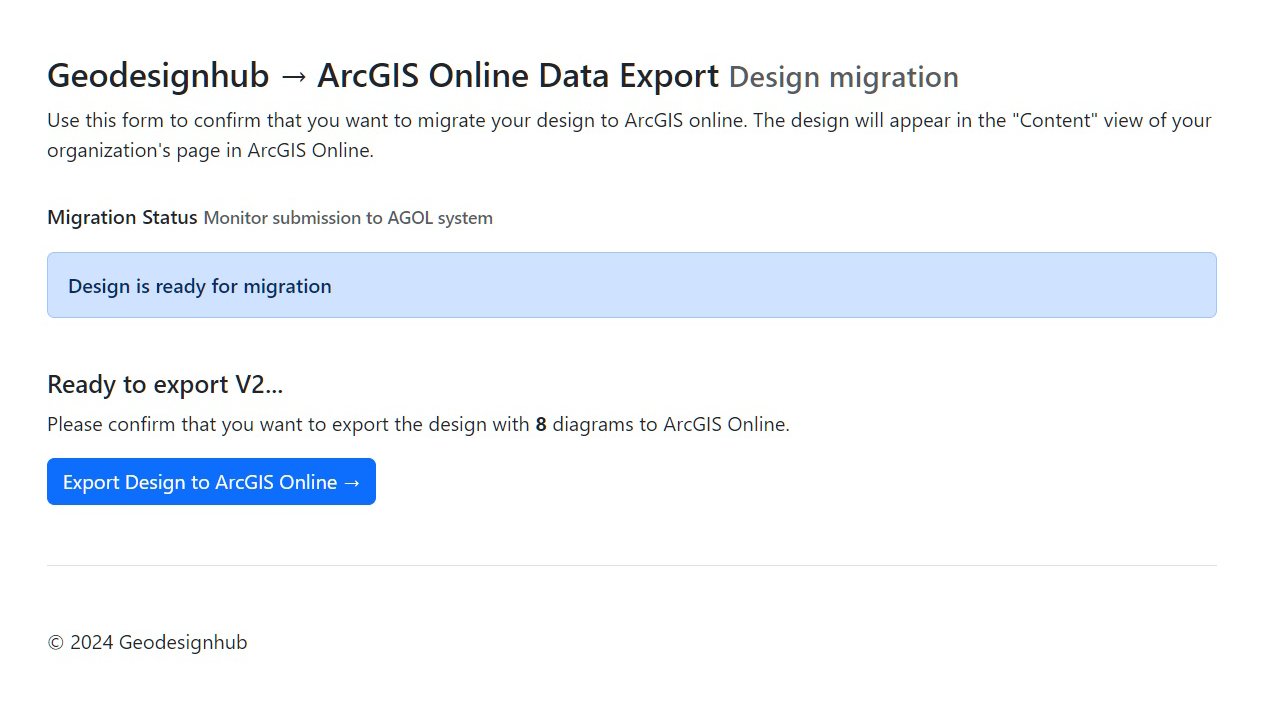 Geodesignhub → ArcGIS Online Data Export Design migration
Use this form to confirm that you want to migrate your design to ArcGIS online. The design will appear in the "Content" view of your
organization's page in ArcGIS Online.
Migration Status Monitor submission to AGOL system
Design is ready for migration
Ready to export V2...
Please confirm that you want to export the design with 8 diagrams to ArcGIS Online.
Export Design to ArcGIS Online →
© 2024 Geodesignhub